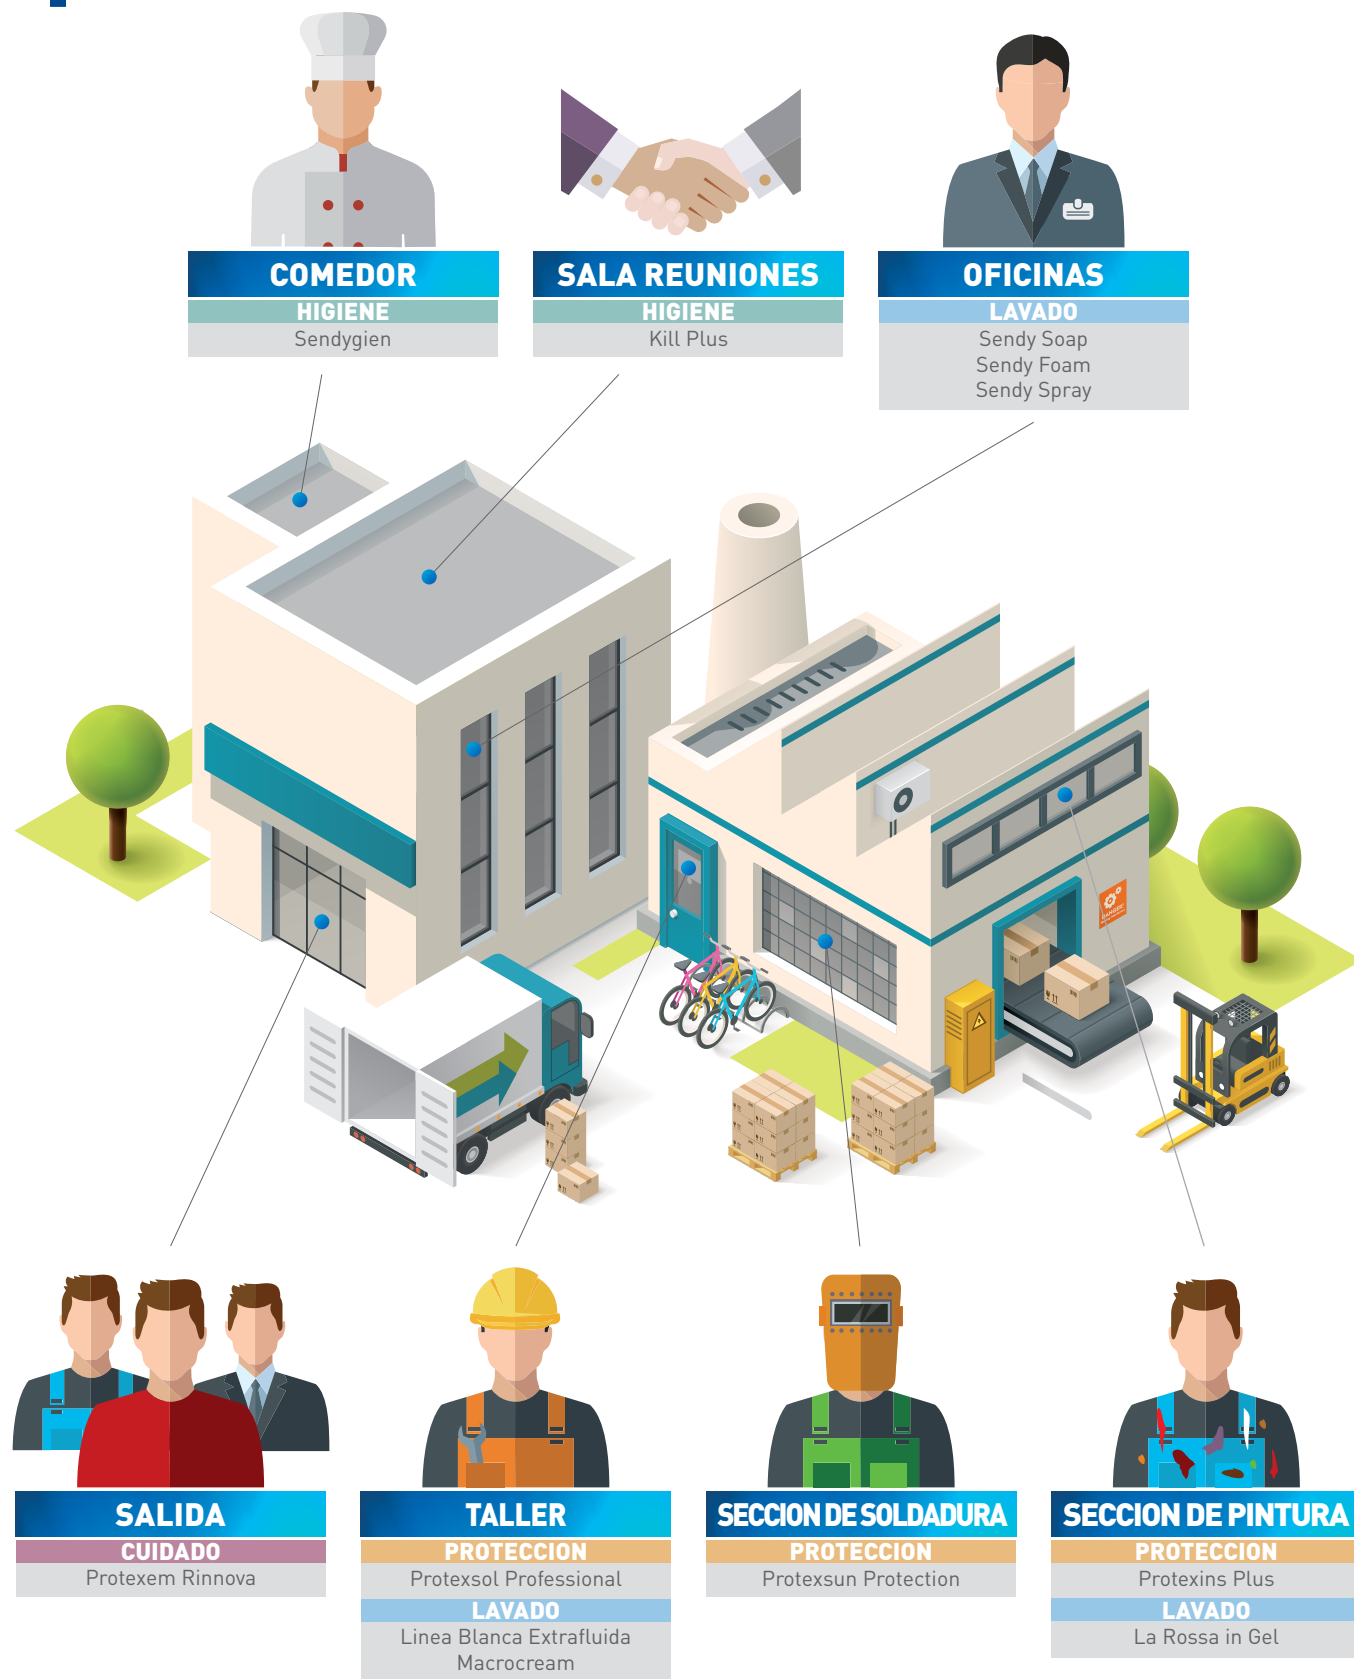 COMEDOR
HIGIENE
Sendygien
SALA REUNIONES
HIGIENE
Kill Plus
OFICINAS
LAVADO
Sendy Soap
Sendy Foam
Sendy Spray
SALIDA
CUIDADO
Protexem Rinnova
TALLER
PROTECCION
Protexsol Professional
LAVADO
Linea Blanca Extrafluida
Macrocream
SECCION DE SOLDADURA
PROTECCION
Protexsun Protection
SECCION DE PINTURA
PROTECCION
Protexins Plus
LAVADO
La Rossa in Gel